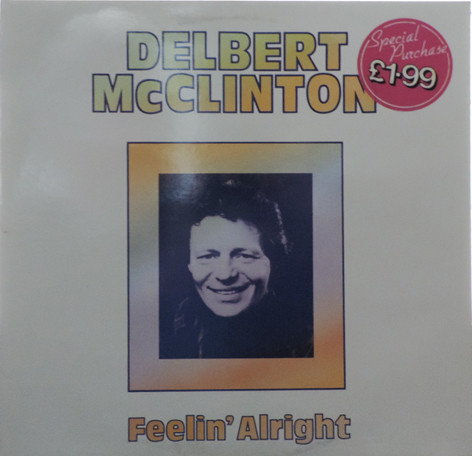 DELBERT
McCLINTON
Special
Purchase
£1·99
Feelin' Alright